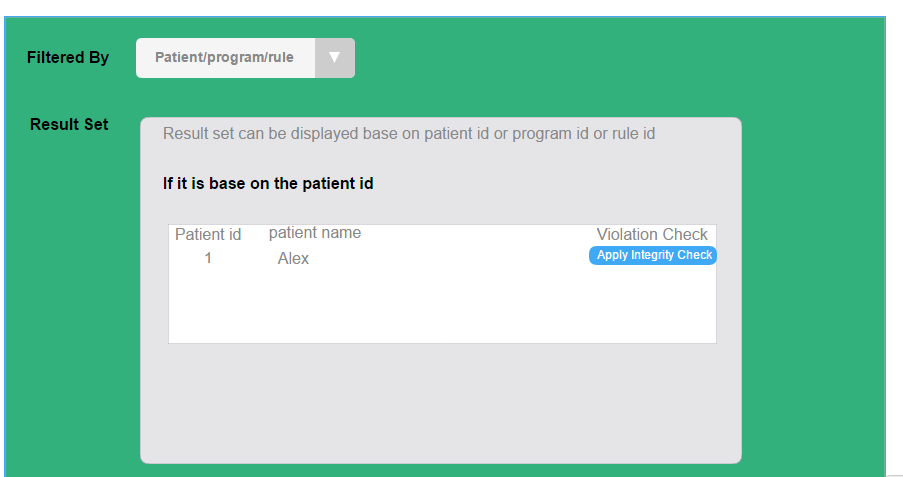 Filtered By
Patient/program/rule ▼
Result Set
Result set can be displayed base on patient id or program id or rule id
If it is base on the patient id
Patient id patient name Violation Check
1 Alex Apply Integrity Check